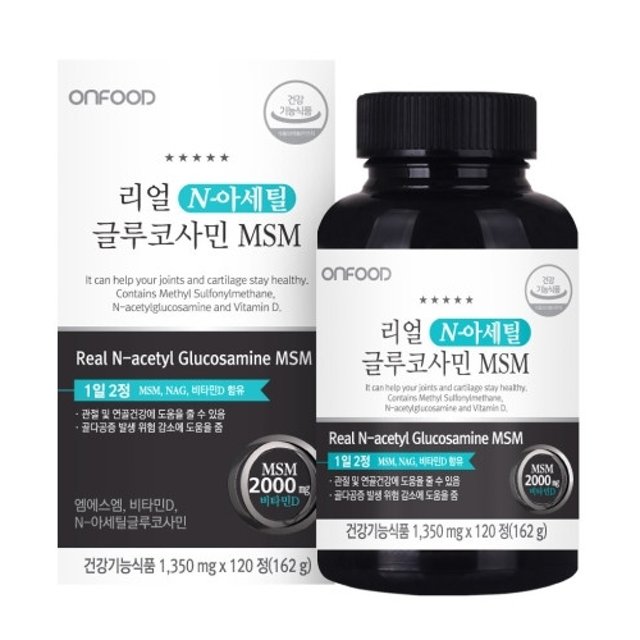 ONFOOD
건강
기능식품
★★★★★
리얼 N-아세틸
글루코사민 MSM
It can help your joints and cartilage stay healthy.
Contains Methyl Sulfonylmethane,
N-acetylglucosamine and Vitamin D.
Real N-acetyl Glucosamine MSM
1일 2정 MSM, NAG, 비타민D 함유
· 관절 및 연골건강에 도움을 줄 수 있음
· 골다공증 발생 위험 감소에 도움을 줌
MSM
2000mg
비타민D
엠에스엠, 비타민D,
N-아세틸글루코사민
건강기능식품 1,350 mg x 120 정(162 g)
ONFOOD
건강
기능식품
★★★★★
리얼 N-아세틸
글루코사민 MSM
It can help your joints and cartilage stay healthy.
Contains Methyl Sulfonylmethane,
N-acetylglucosamine and Vitamin D.
Real N-acetyl Glucosamine MSM
1일 2정 MSM, NAG, 비타민D 함유
· 관절 및 연골건강에 도움을 줄 수 있음
· 골다공증 발생 위험 감소에 도움을 줌
MSM
2000mg
비타민D
건강기능식품 1,350 mg x 120 정(162 g)